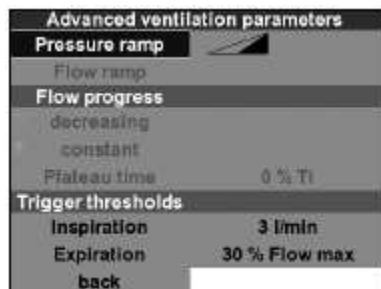 Advanced ventilation parameters
Pressure ramp
Flow ramp
Flow progress
decreasing
constant
Plateau time 0 % Ti
Trigger thresholds
Inspiration 3 l/min
Expiration 30 % Flow max
back